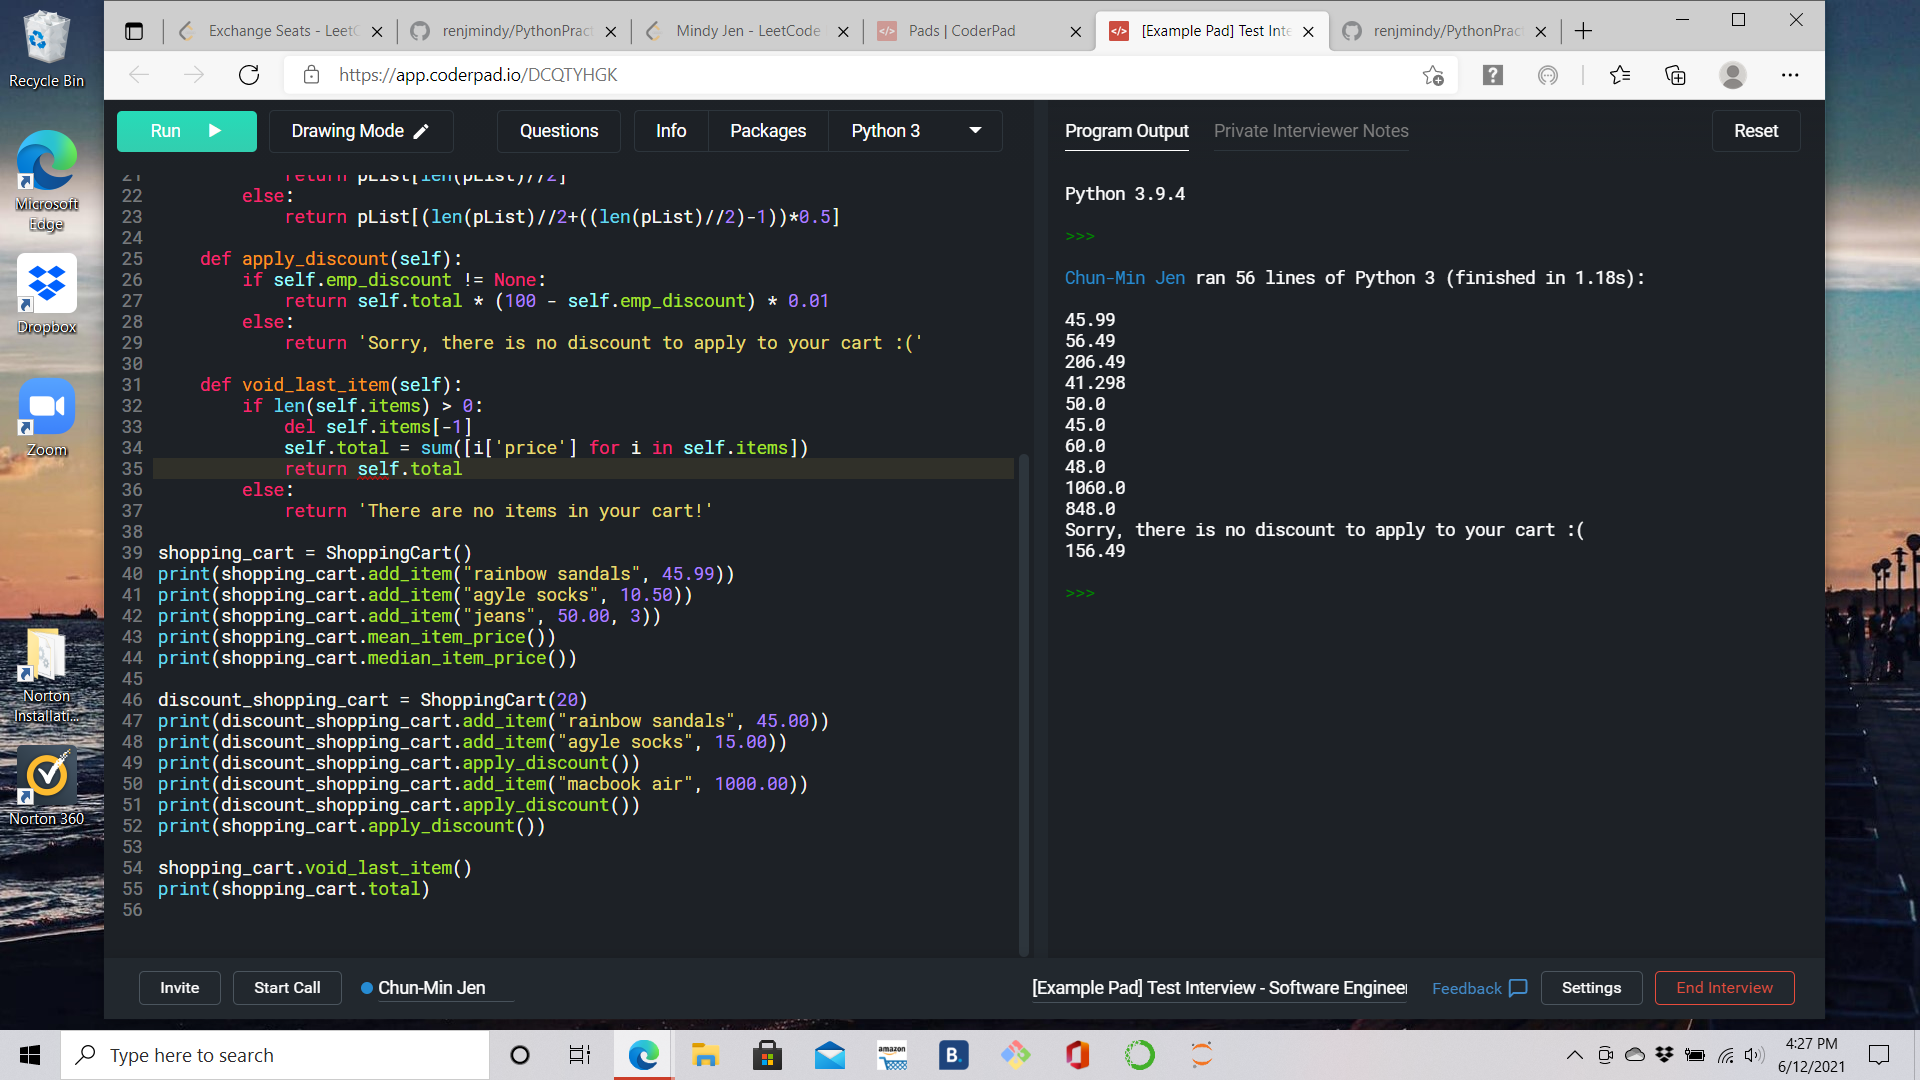 Recycle Bin
Microsoft Edge
Dropbox
Zoom
Norton Installati...
Norton 360
Exchange Seats - LeetC
renjmindy/PythonPract
Mindy Jen - LeetCode
Pads | CoderPad
[Example Pad] Test Inte
renjmindy/PythonPrac
https://app.coderpad.io/DCQTYHGK
Run
Drawing Mode
Questions
Info
Packages
Python 3
Program Output
Private Interviewer Notes
Reset
21 return pList[len(pList)//2]
22 else:
23 return pList[(len(pList)//2+((len(pList)//2)-1))*0.5]
24
25 def apply_discount(self):
26 if self.emp_discount != None:
27 return self.total * (100 - self.emp_discount) * 0.01
28 else:
29 return 'Sorry, there is no discount to apply to your cart :('
30
31 def void_last_item(self):
32 if len(self.items) > 0:
33 del self.items[-1]
34 self.total = sum([i['price'] for i in self.items])
35 return self.total
36 else:
37 return 'There are no items in your cart!'
38
39 shopping_cart = ShoppingCart()
40 print(shopping_cart.add_item("rainbow sandals", 45.99))
41 print(shopping_cart.add_item("agyle socks", 10.50))
42 print(shopping_cart.add_item("jeans", 50.00, 3))
43 print(shopping_cart.mean_item_price())
44 print(shopping_cart.median_item_price())
45
46 discount_shopping_cart = ShoppingCart(20)
47 print(discount_shopping_cart.add_item("rainbow sandals", 45.00))
48 print(discount_shopping_cart.add_item("agyle socks", 15.00))
49 print(discount_shopping_cart.apply_discount())
50 print(discount_shopping_cart.add_item("macbook air", 1000.00))
51 print(discount_shopping_cart.apply_discount())
52 print(shopping_cart.apply_discount())
53
54 shopping_cart.void_last_item()
55 print(shopping_cart.total)
56
Python 3.9.4
>>>
Chun-Min Jen ran 56 lines of Python 3 (finished in 1.18s):
45.99
56.49
206.49
41.298
50.0
45.0
60.0
48.0
1060.0
848.0
Sorry, there is no discount to apply to your cart :(
156.49
>>>
Invite
Start Call
Chun-Min Jen
[Example Pad] Test Interview - Software Engineer
Feedback
Settings
End Interview
Type here to search
amazon
B.
4:27 PM
6/12/2021